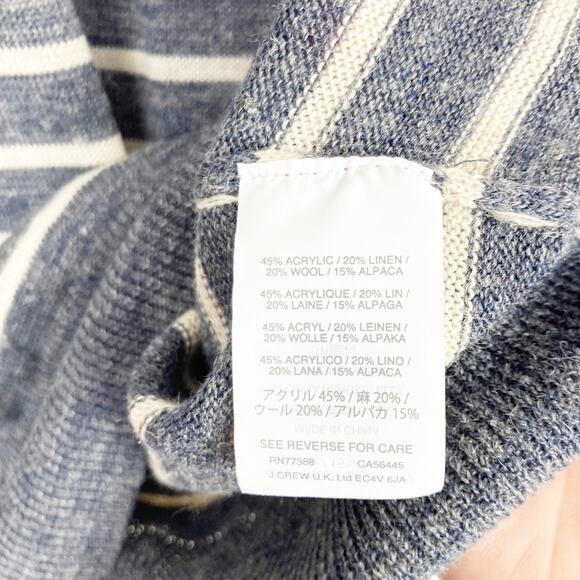 45% ACRYLIC / 20% LINEN /
20% WOOL / 15% ALPACA
45% ACRYLIQUE / 20% LIN /
20% LAINE / 15% ALPAGA
45% ACRYL / 20% LEINEN /
20% WOLLE / 15% ALPAKA
45% ACRYLICO / 20% LINO /
20% LANA / 15% ALPACA
アクリル 45% / 麻 20% /
ウール 20% / アルパカ 15%
MADE IN CHINA
SEE REVERSE FOR CARE
RN77388 CA56445
J.CREW U.K. Ltd EC4V 6JA